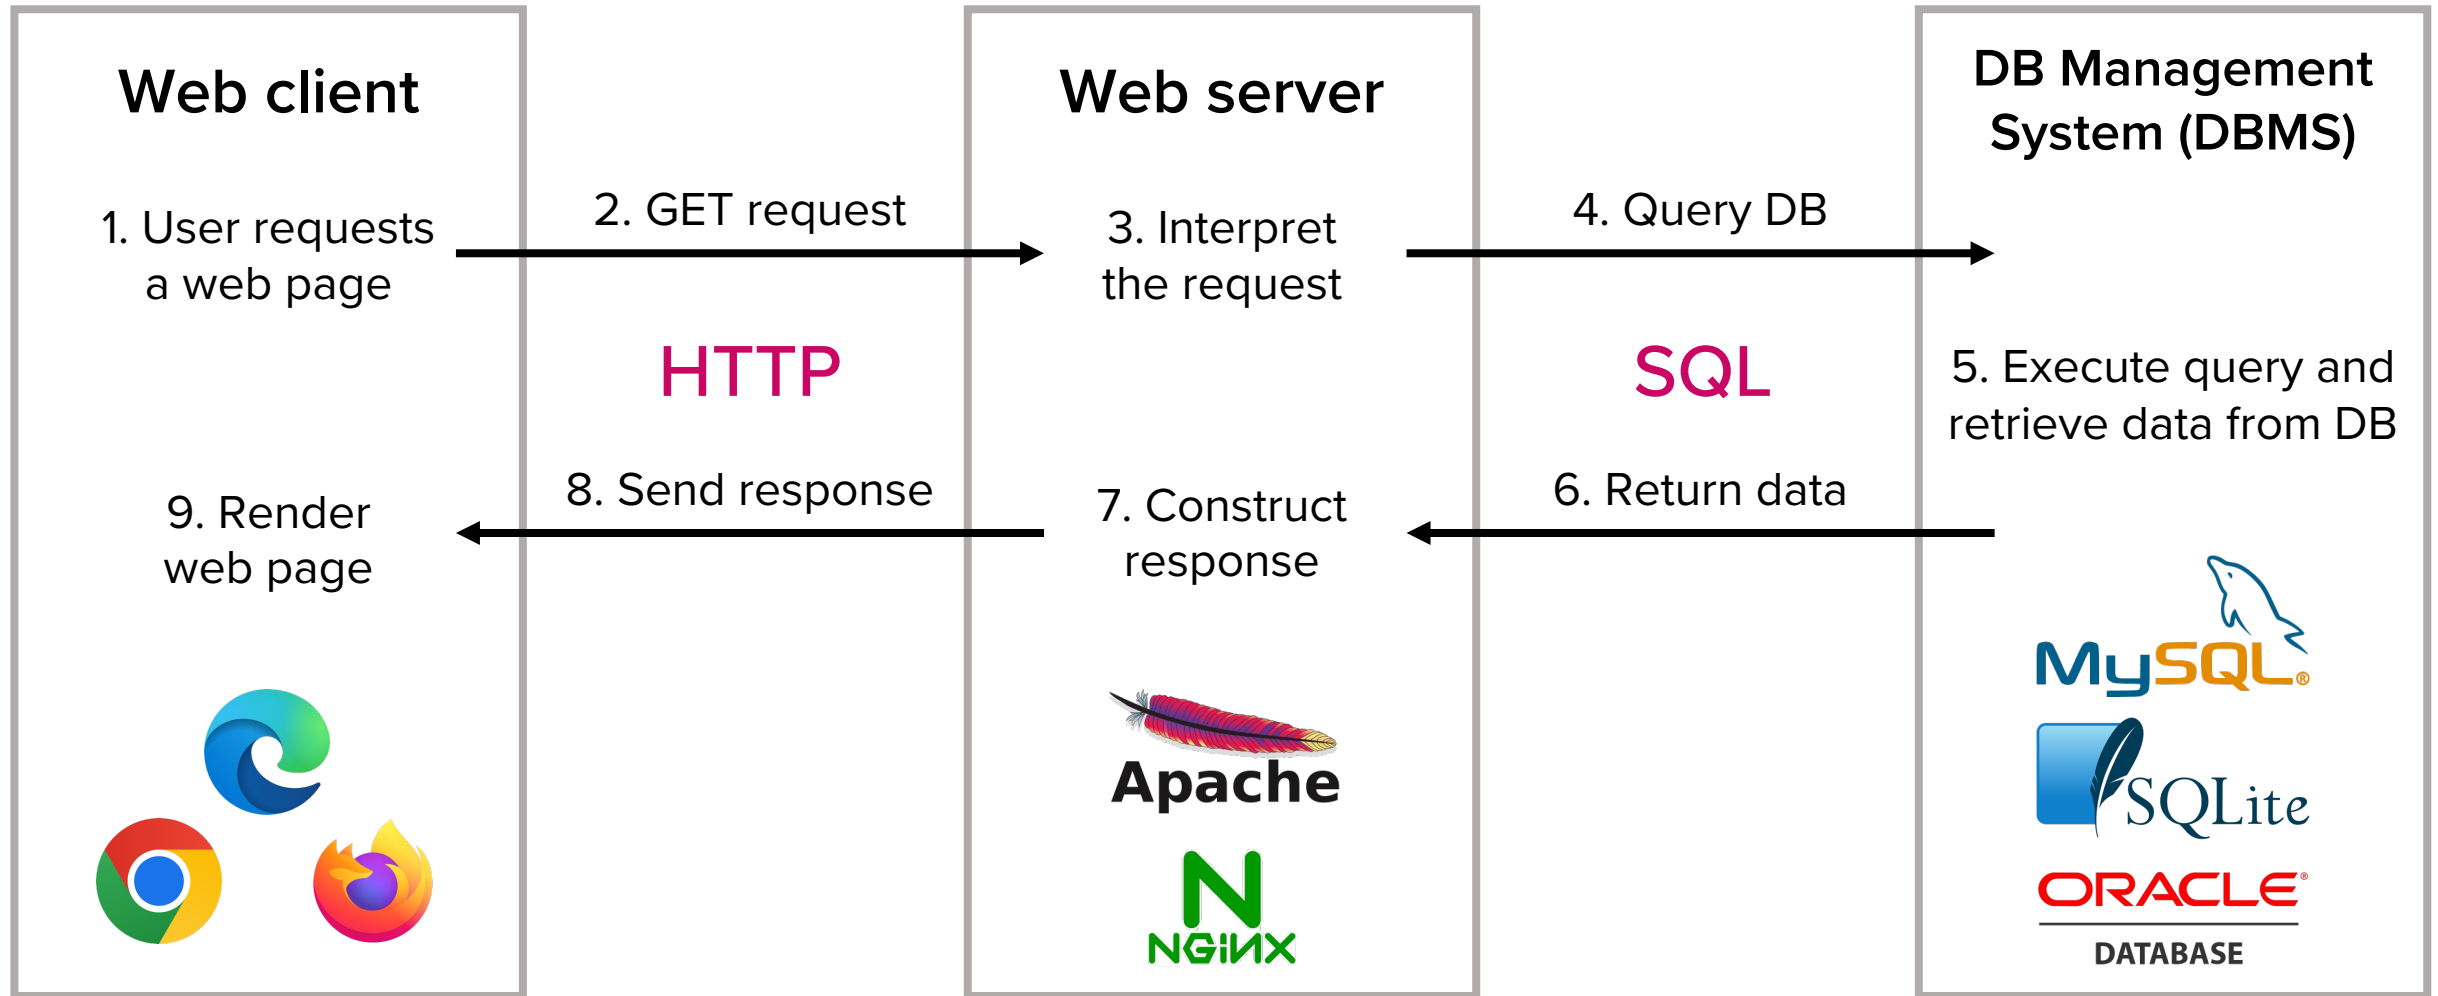 Web client
1. User requests
a web page
9. Render
web page
2. GET request
HTTP
8. Send response
Web server
3. Interpret
the request
7. Construct
response
Apache
N
NGiNX
4. Query DB
SQL
6. Return data
DB Management
System (DBMS)
5. Execute query and
retrieve data from DB
MySQL®
SQLite
ORACLE®
DATABASE